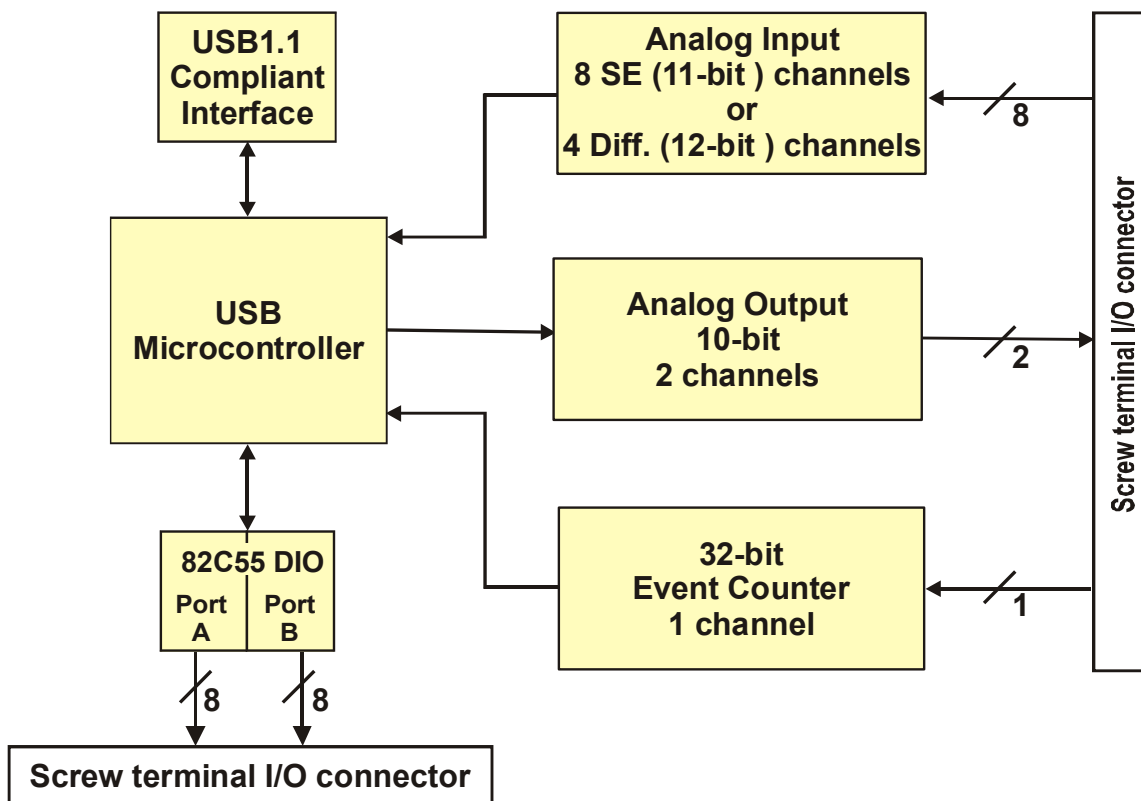 USB1.1
Compliant
Interface
Analog Input
8 SE (11-bit ) channels
or
4 Diff. (12-bit ) channels
8
Screw terminal I/O connector
USB
Microcontroller
Analog Output
10-bit
2 channels
2
82C55 DIO
Port
A
Port
B
32-bit
Event Counter
1 channel
1
8
8
Screw terminal I/O connector